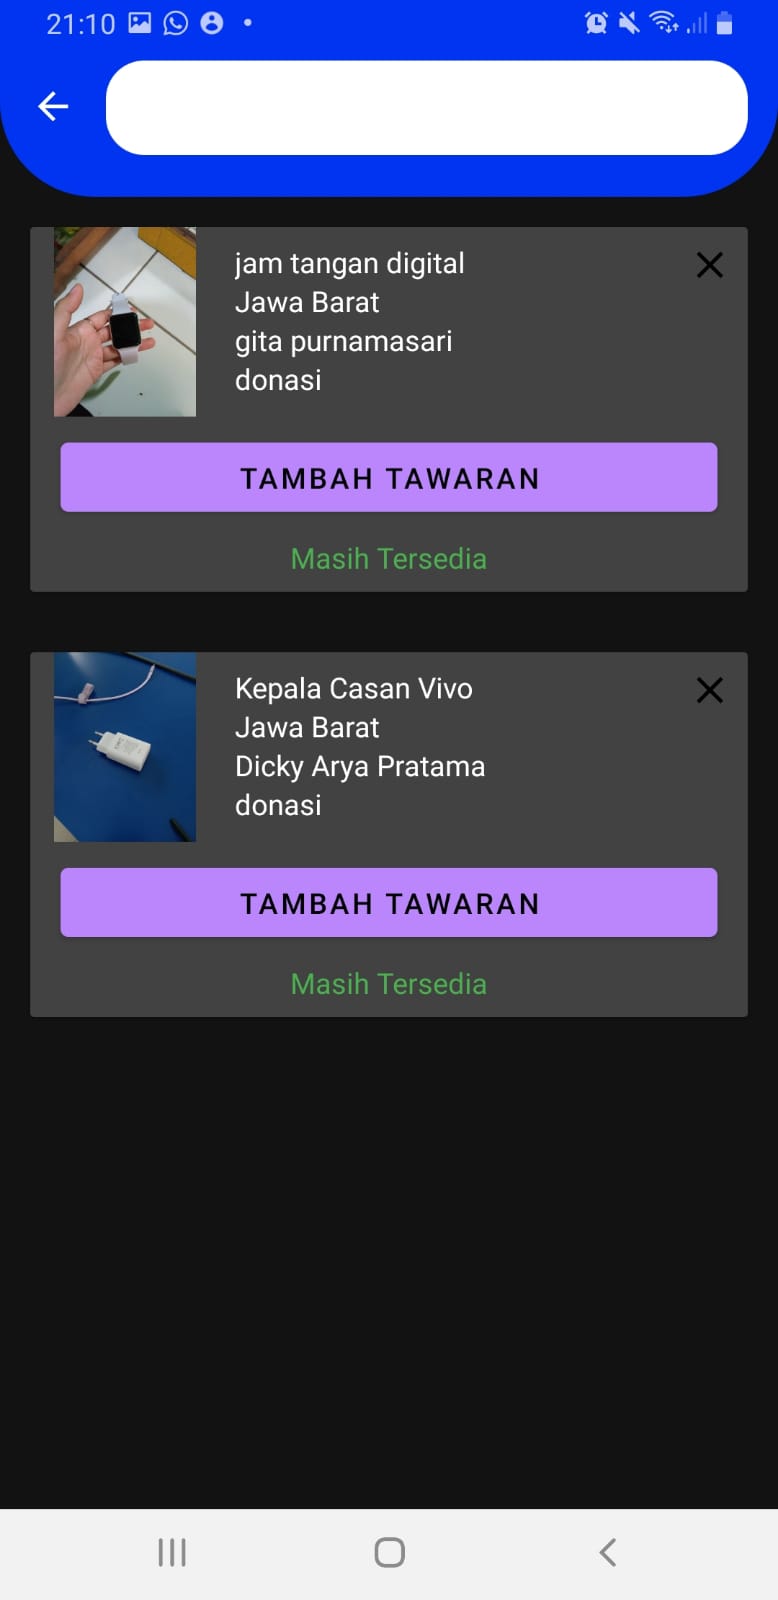 21:10
jam tangan digital
Jawa Barat
gita purnamasari
donasi
TAMBAH TAWARAN
Masih Tersedia
Kepala Casan Vivo
Jawa Barat
Dicky Arya Pratama
donasi
TAMBAH TAWARAN
Masih Tersedia